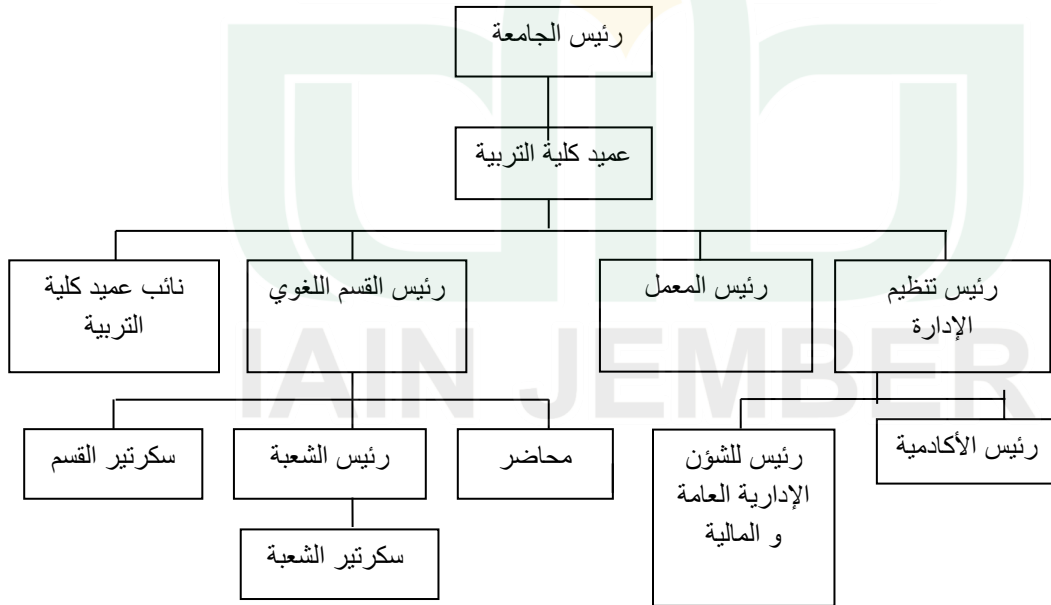 رئيس الجامعة
عميد كلية التربية
رئيس تنظيم
الإدارة
رئيس المعمل
رئيس القسم اللغوي
نائب عميد كلية
التربية
رئيس الأكادمية
رئيس للشؤن
الإدارية العامة
و المالية
محاضر
رئيس الشعبة
سكرتير القسم
سكرتير الشعبة
IAIN JEMBER